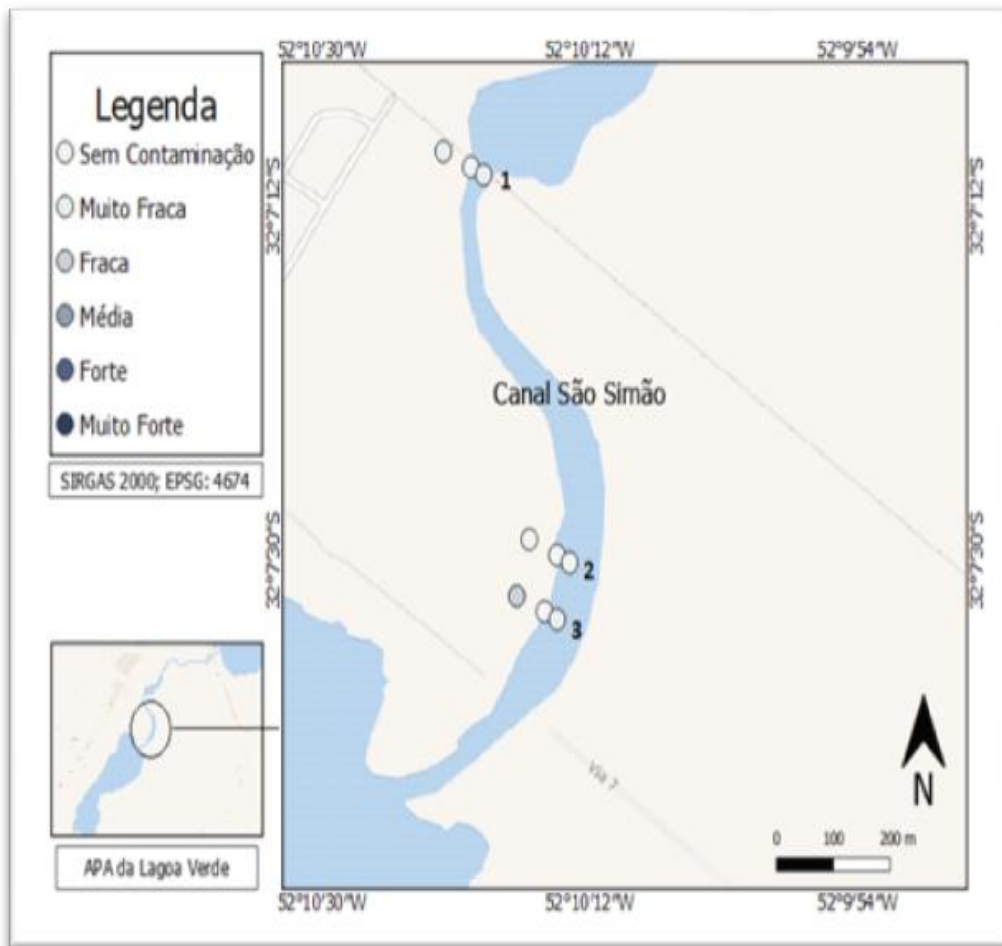 52°10'30"W 52°10'12"W 52°9'54"W
Legenda
Sem Contaminação
Muito Fraca
Fraca
Média
Forte
Muito Forte
SIRGAS 2000; EPSG: 4674
APA da Lagoa Verde
32°7'12"S
32°7'30"S
1
Canal São Simão
2
3
Via 7
N
0 100 200 m
32°7'12"S
32°7'30"S
52°10'30"W 52°10'12"W 52°9'54"W